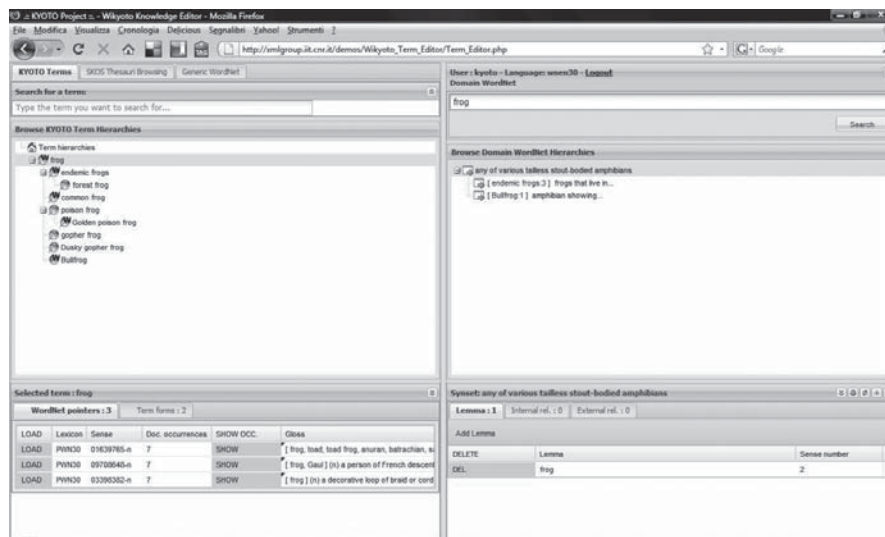 .:: KYOTO Project ::. - Wikyoto Knowledge Editor - Mozilla Firefox
File Modifica Visualizza Cronologia Delicious Segnalibri Yahoo! Strumenti ?
http://xmlgroup.iit.cnr.it/demos/Wikyoto_Term_Editor/Term_Editor.php
Google
KYOTO Terms SKOS Thesauri Browsing Generic WordNet
Search for a term:
Type the term you want to search for...
Browse KYOTO Term Hierarchies
Term hierarchies
frog
endemic frogs
forest frog
common frog
poison frog
Golden poison frog
gopher frog
Dusky gopher frog
Bullfrog
User : kyoto - Language: wnen30 - Logout
Domain WordNet
frog
Search
Browse Domain WordNet Hierarchies
any of various tailless stout-bodied amphibians
[ endemic frogs:3 ] frogs that live in...
[ Bullfrog:1 ] amphibian showing...
Selected term : frog
WordNet pointers : 3 Term forms : 2
LOAD Lexicon Sense Doc. occurrences SHOW OCC. Gloss
LOAD PWN30 01639765-n 7 SHOW [ frog, toad, toad frog, anuran, batrachian, s
LOAD PWN30 09700646-n 7 SHOW [ frog, Gaul ] (n) a person of French descent
LOAD PWN30 03398382-n 7 SHOW [ frog ] (n) a decorative loop of braid or cord
Synset: any of various tailless stout-bodied amphibians
Lemma : 1 Internal rel. : 0 External rel. : 0
Add Lemma
DELETE Lemma Sense number
DEL frog 2